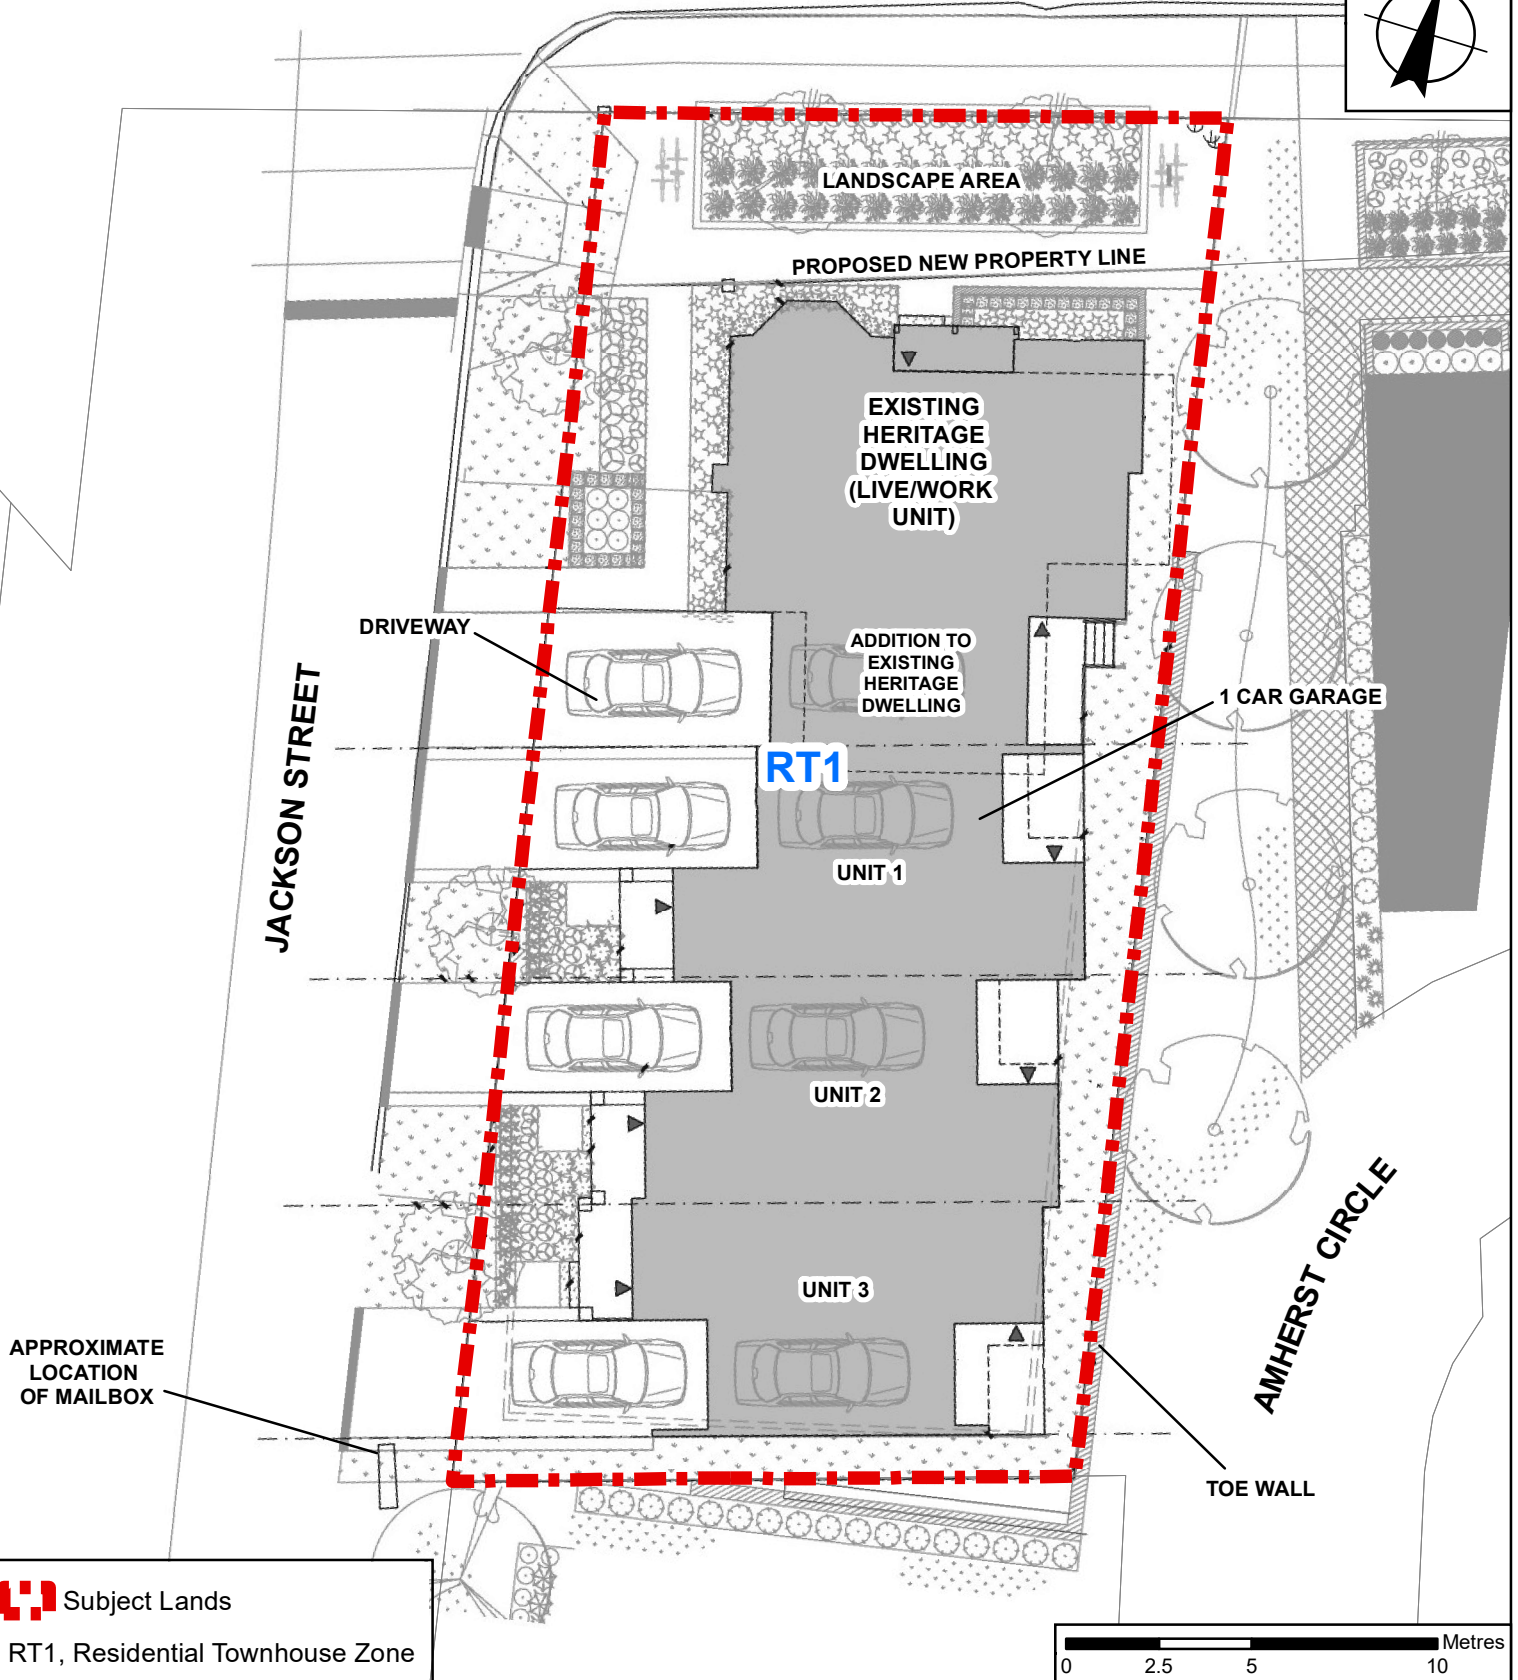 LANDSCAPE AREA
PROPOSED NEW PROPERTY LINE
EXISTING
HERITAGE
DWELLING
(LIVE/WORK
UNIT)
DRIVEWAY
ADDITION TO
EXISTING
HERITAGE
DWELLING
1 CAR GARAGE
RT1
JACKSON STREET
UNIT 1
UNIT 2
UNIT 3
AMHERST CIRCLE
APPROXIMATE
LOCATION
OF MAILBOX
TOE WALL
Subject Lands
RT1, Residential Townhouse Zone
Metres
0 2.5 5 10